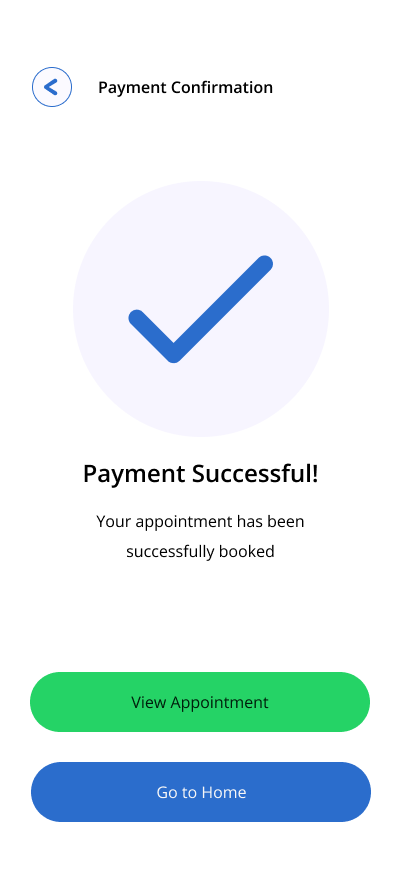 Payment Confirmation
Payment Successful!
Your appointment has been
successfully booked
View Appointment
Go to Home